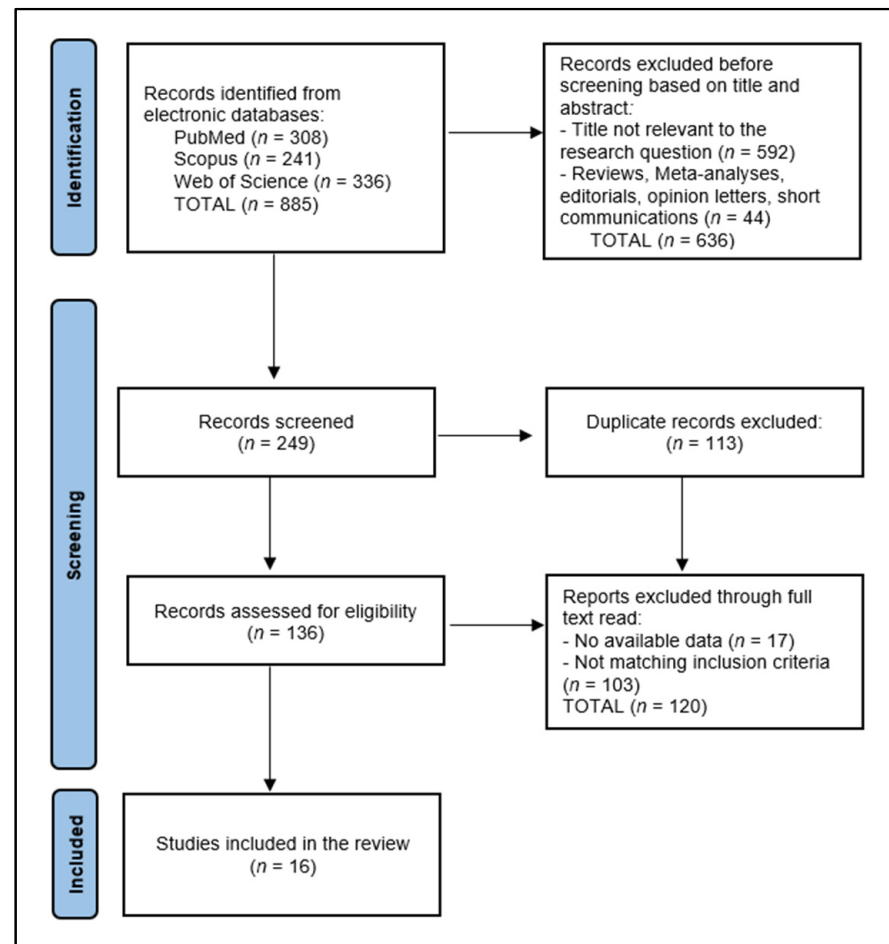 Identification
Records identified from
electronic databases:
PubMed (n = 308)
Scopus (n = 241)
Web of Science (n = 336)
TOTAL (n = 885)
Records excluded before
screening based on title and
abstract:
- Title not relevant to the
research question (n = 592)
- Reviews, Meta-analyses,
editorials, opinion letters, short
communications (n = 44)
TOTAL (n = 636)
Screening
Records screened
(n = 249)
Duplicate records excluded:
(n = 113)
Records assessed for eligibility
(n = 136)
Reports excluded through full
text read:
- No available data (n = 17)
- Not matching inclusion criteria
(n = 103)
TOTAL (n = 120)
Included
Studies included in the review
(n = 16)